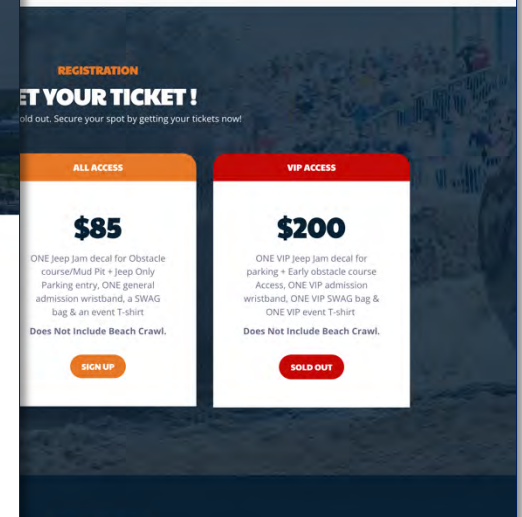 REGISTRATION
ET YOUR TICKET !
old out. Secure your spot by getting your tickets now!
ALL ACCESS
$85
ONE Jeep Jam decal for Obstacle
course/Mud Pit + Jeep Only
Parking entry, ONE general
admission wristband, a SWAG
bag & an event T-shirt
Does Not Include Beach Crawl.
SIGN UP
VIP ACCESS
$200
ONE VIP Jeep Jam decal for
parking + Early obstacle course
Access, ONE VIP admission
wristband, ONE VIP SWAG bag &
ONE VIP event T-shirt
Does Not Include Beach Crawl.
SOLD OUT